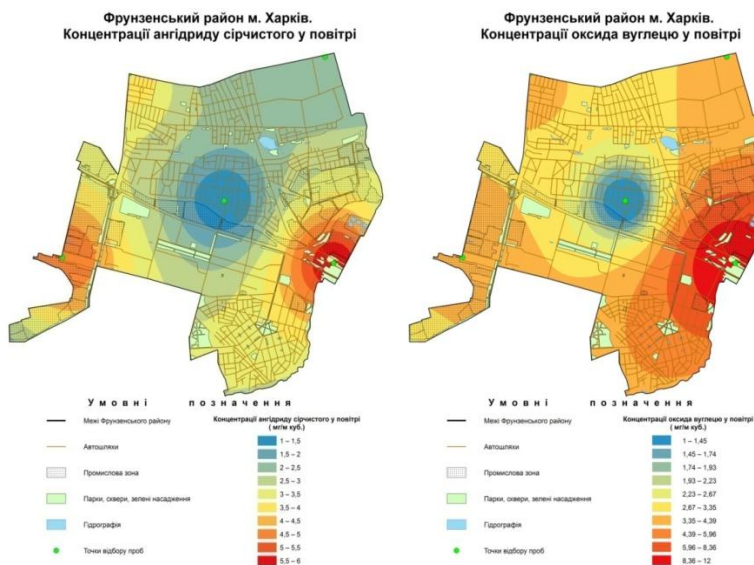 Фрунзенський район м. Харків.
Концентрації ангідриду сірчистого у повітрі
Умовні позначення
Межі Фрунзенського району
Автошляхи
Промислова зона
Парки, сквери, зелені насадження
Гідрографія
Точки відбору проб
Концентрації ангідриду сірчистого у повітрі
( мг/м куб.)
1 – 1,5
1,5 – 2
2 – 2,5
2,5 – 3
3 – 3,5
3,5 – 4
4 – 4,5
4,5 – 5
5 – 5,5
5,5 – 6
Фрунзенський район м. Харків.
Концентрації оксида вуглецю у повітрі
Умовні позначення
Межі Фрунзенського району
Автошляхи
Промислова зона
Парки, сквери, зелені насадження
Гідрографія
Точки відбору проб
Концентрації оксида вуглецю у повітрі
( мг/м куб.)
1 – 1,45
1,45 – 1,74
1,74 – 1,93
1,93 – 2,23
2,23 – 2,67
2,67 – 3,35
3,35 – 4,39
4,39 – 5,96
5,96 – 8,36
8,36 – 12